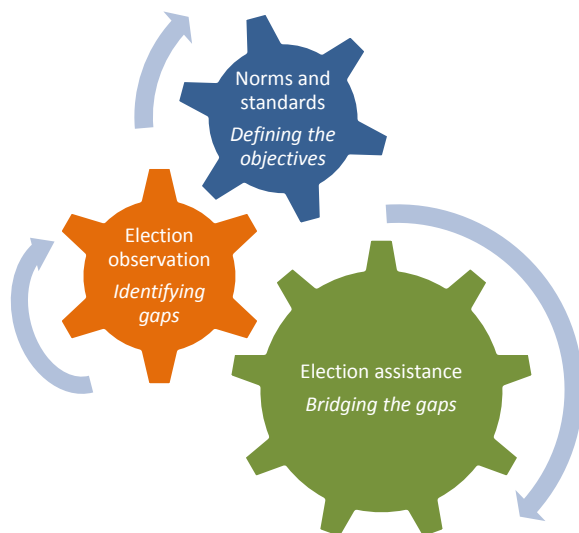 Norms and
standards
Defining the
objectives
Election
observation
Identifying
gaps
Election assistance
Bridging the gaps